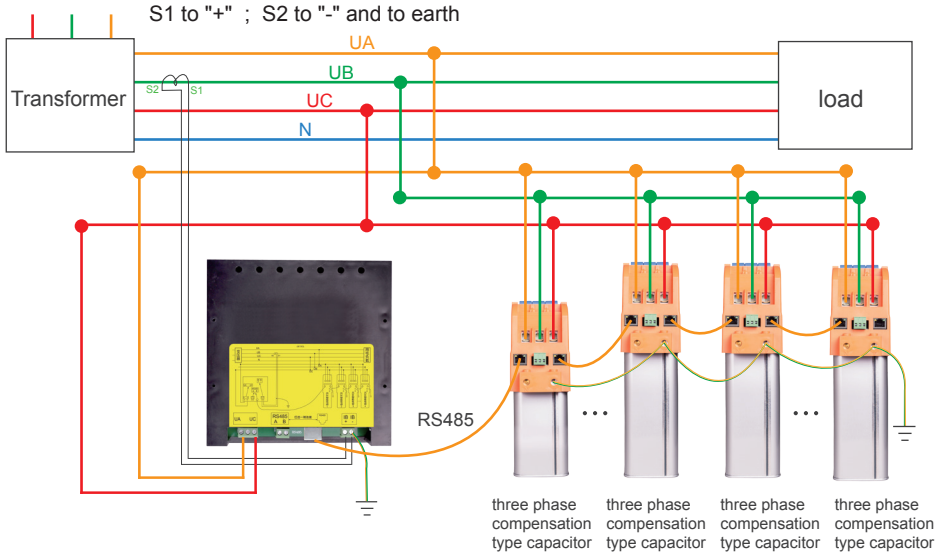 S1 to "+" ; S2 to "-" and to earth
UA
UB
S2 S1
Transformer
UC
load
N
UA UC RS485 IB IB
A B
RS485
... ...
three phase three phase three phase three phase
compensation compensation compensation compensation
type capacitor type capacitor type capacitor type capacitor